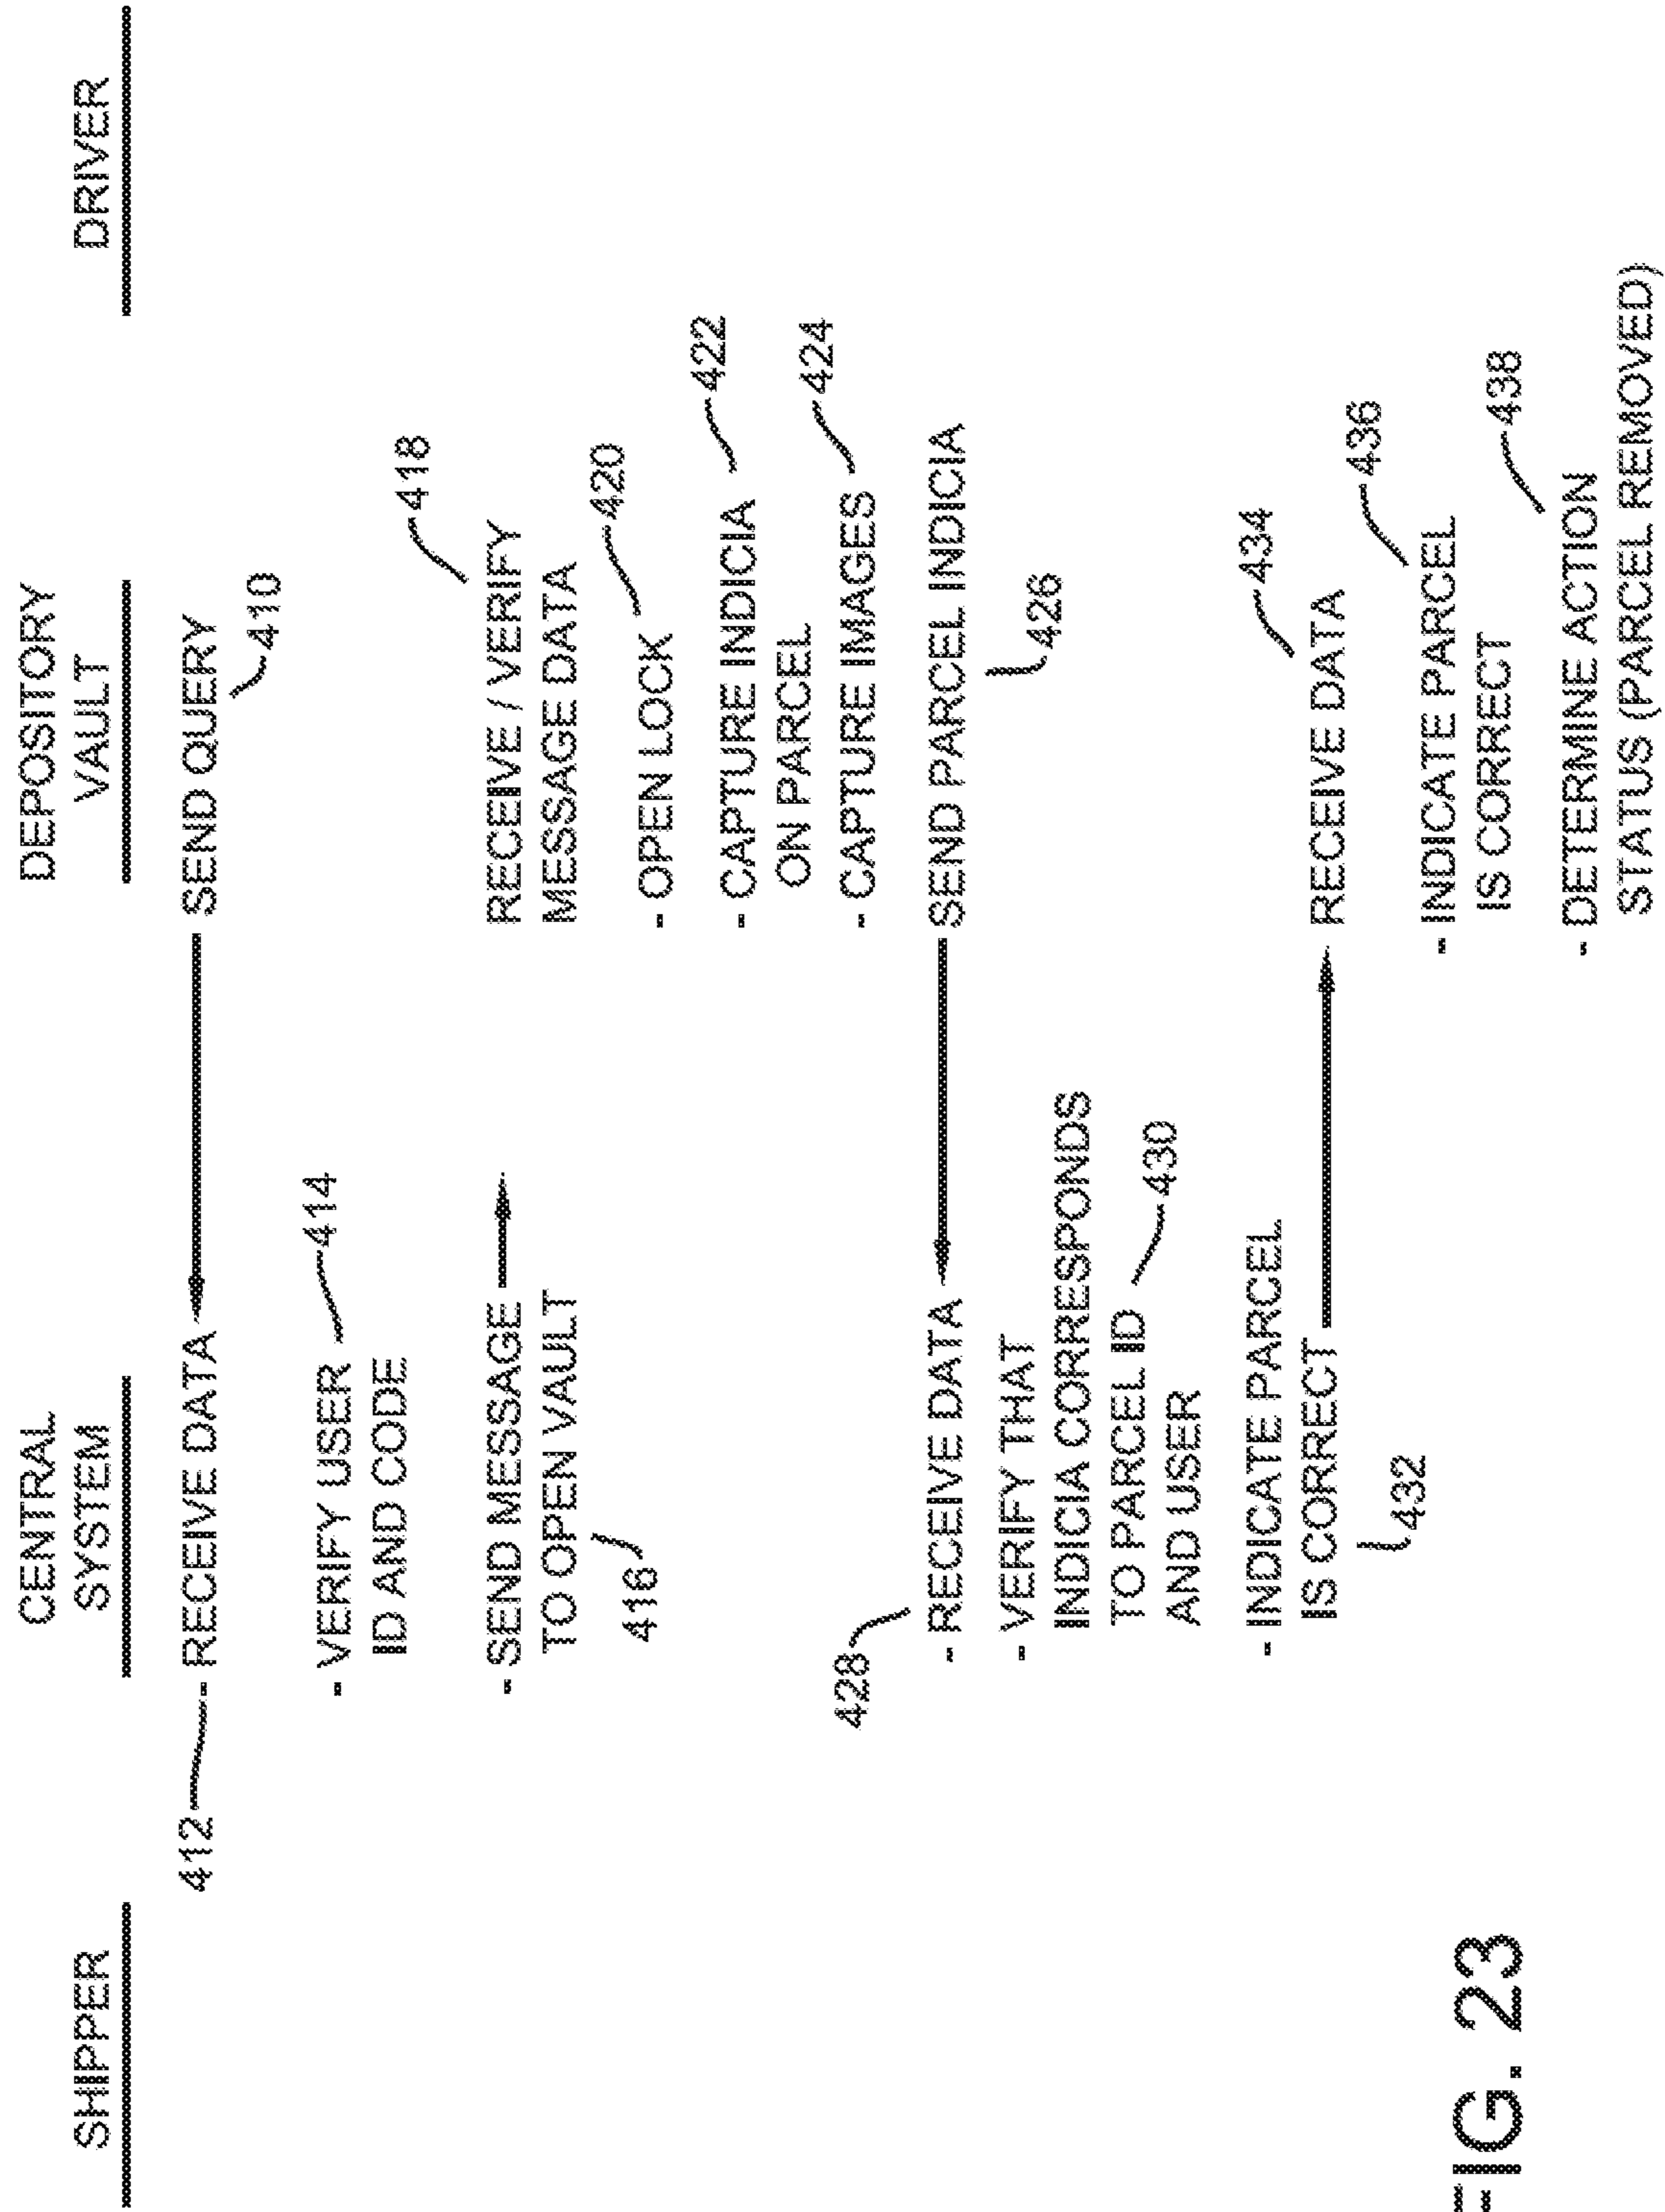 SHIPPER
CENTRAL
SYSTEM
DEPOSITORY
VAULT
DRIVER
412
- RECEIVE DATA
SEND QUERY
410
- VERIFY USER
ID AND CODE
414
- SEND MESSAGE
TO OPEN VAULT
416
RECEIVE / VERIFY
MESSAGE DATA
418
- OPEN LOCK
420
- CAPTURE INDICIA
ON PARCEL
422
- CAPTURE IMAGES
424
SEND PARCEL INDICIA
426
428
- RECEIVE DATA
- VERIFY THAT
INDICIA CORRESPONDS
TO PARCEL ID
AND USER
430
- INDICATE PARCEL
IS CORRECT
432
RECEIVE DATA
434
- INDICATE PARCEL
IS CORRECT
436
- DETERMINE ACTION
STATUS (PARCEL REMOVED)
438
FIG. 23